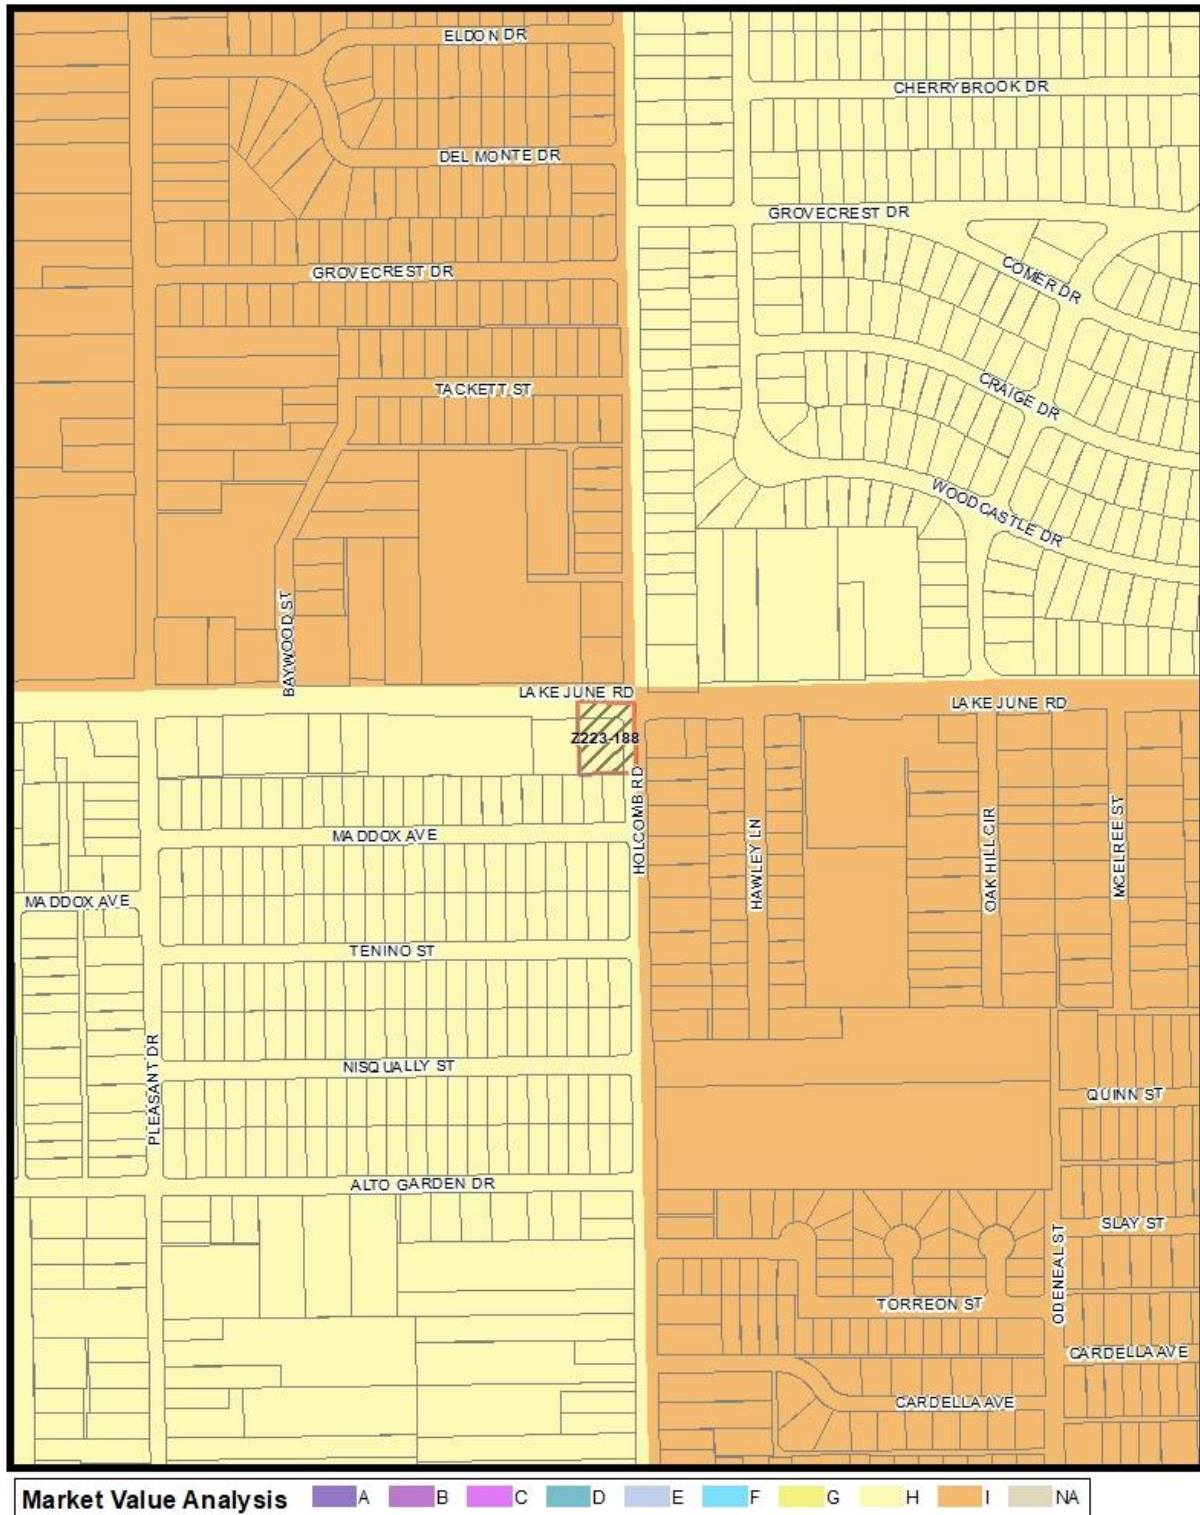 ELDON DR
CHERRYBROOK DR
DEL MONTE DR
GROVECREST DR
COMER DR
GROVECREST DR
CRAIGE DR
TACKETT ST
WOODCASTLE DR
BAYWOOD ST
LAKE JUNE RD
LAKE JUNE RD
Z223-188
HOLCOMB RD
HAWLEY LN
OAK HILL CIR
MCELREE ST
MADDOX AVE
MADDOX AVE
TENINO ST
PLEASANT DR
NISQUALLY ST
QUINN ST
ALTO GARDEN DR
SLAY ST
ODENEAL ST
TORREON ST
CARDELLA AVE
CARDELLA AVE
Market Value Analysis A B C D E F G H I NA